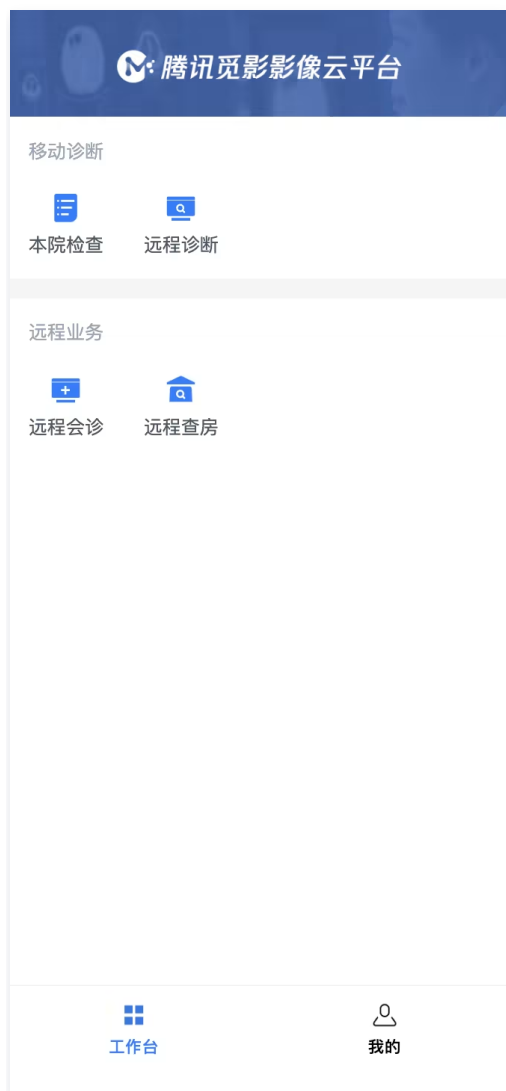 腾讯觅影影像云平台
移动诊断
本院检查 远程诊断
远程业务
远程会诊 远程查房
工作台 我的